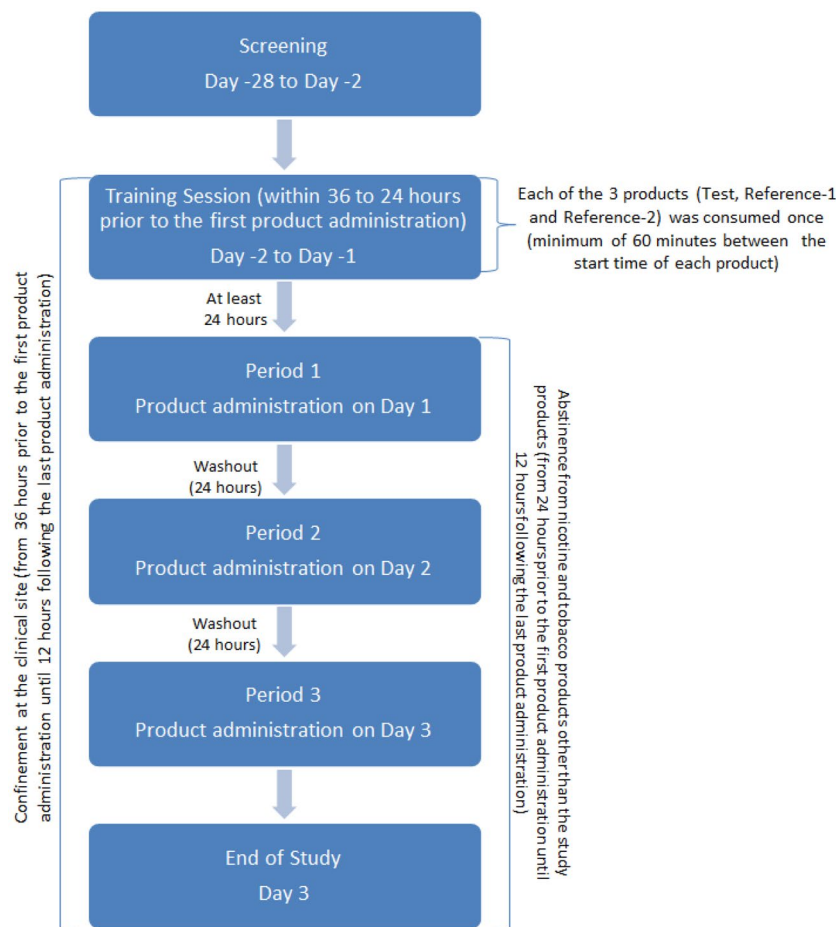 Screening
Day -28 to Day -2
Training Session (within 36 to 24 hours
prior to the first product administration)
Day -2 to Day -1
Each of the 3 products (Test, Reference-1
and Reference-2) was consumed once
(minimum of 60 minutes between the
start time of each product)
At least
24 hours
Period 1
Product administration on Day 1
Washout
(24 hours)
Period 2
Product administration on Day 2
Washout
(24 hours)
Period 3
Product administration on Day 3
End of Study
Day 3
Confinement at the clinical site (from 36 hours prior to the first product
administration until 12 hours following the last product administration)
Abstinence from nicotine and tobacco products other than the study
products (from 24 hours prior to the first product administration until
12 hours following the last product administration)